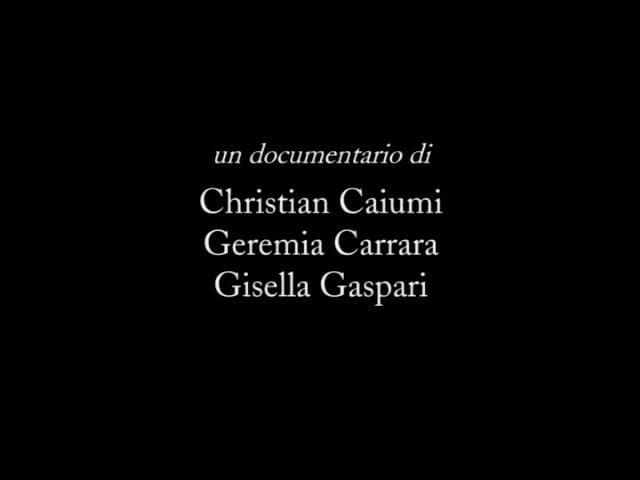 un documentario di
Christian Caiumi
Geremia Carrara
Gisella Gaspari